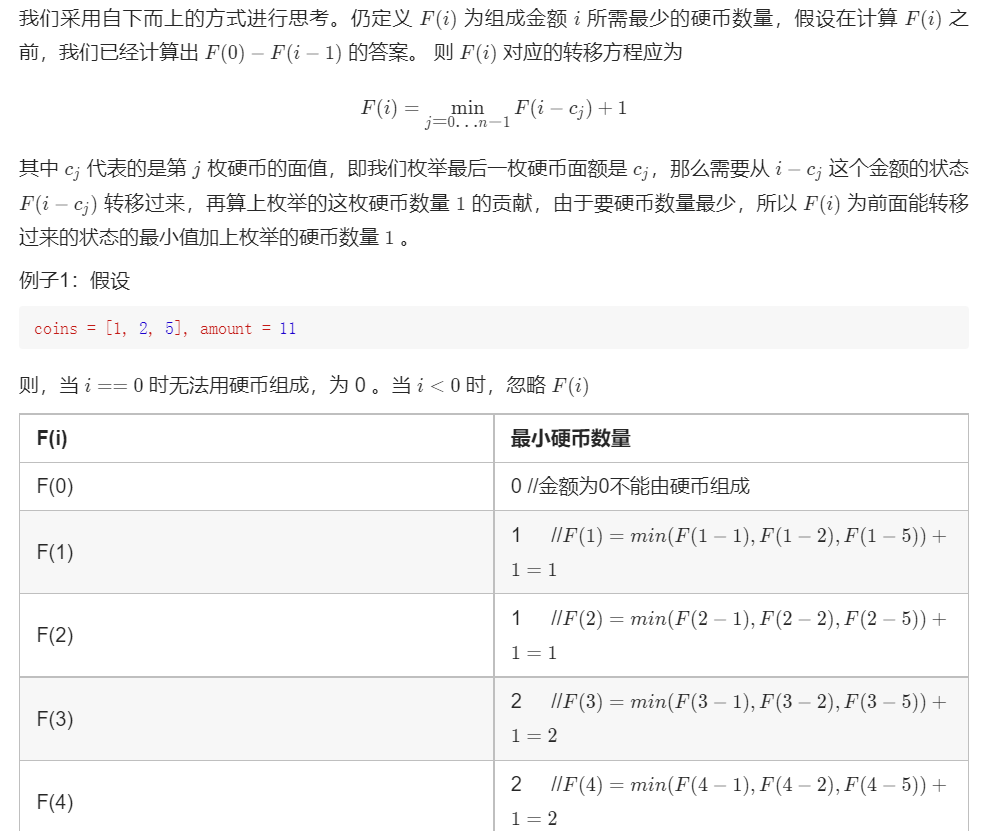 我们采用自下而上的方式进行思考。仍定义 F(i) 为组成金额 i 所需最少的硬币数量，假设在计算 F(i) 之
前，我们已经计算出 F(0) − F(i − 1) 的答案。 则 F(i) 对应的转移方程应为
F(i) = min F(i − cj) + 1
j=0...n−1
其中 cj 代表的是第 j 枚硬币的面值，即我们枚举最后一枚硬币面额是 cj，那么需要从 i − cj 这个金额的状态
F(i − cj) 转移过来，再算上枚举的这枚硬币数量 1 的贡献，由于要硬币数量最少，所以 F(i) 为前面能转移
过来的状态的最小值加上枚举的硬币数量 1 。
例子1：假设
coins = [1, 2, 5], amount = 11
则，当 i == 0 时无法用硬币组成，为 0 。当 i < 0 时，忽略 F(i)
F(i) 最小硬币数量
F(0) 0 //金额为0不能由硬币组成
F(1) 1 //F(1) = min(F(1 − 1), F(1 − 2), F(1 − 5)) +
1 = 1
F(2) 1 //F(2) = min(F(2 − 1), F(2 − 2), F(2 − 5)) +
1 = 1
F(3) 2 //F(3) = min(F(3 − 1), F(3 − 2), F(3 − 5)) +
1 = 2
F(4) 2 //F(4) = min(F(4 − 1), F(4 − 2), F(4 − 5)) +
1 = 2